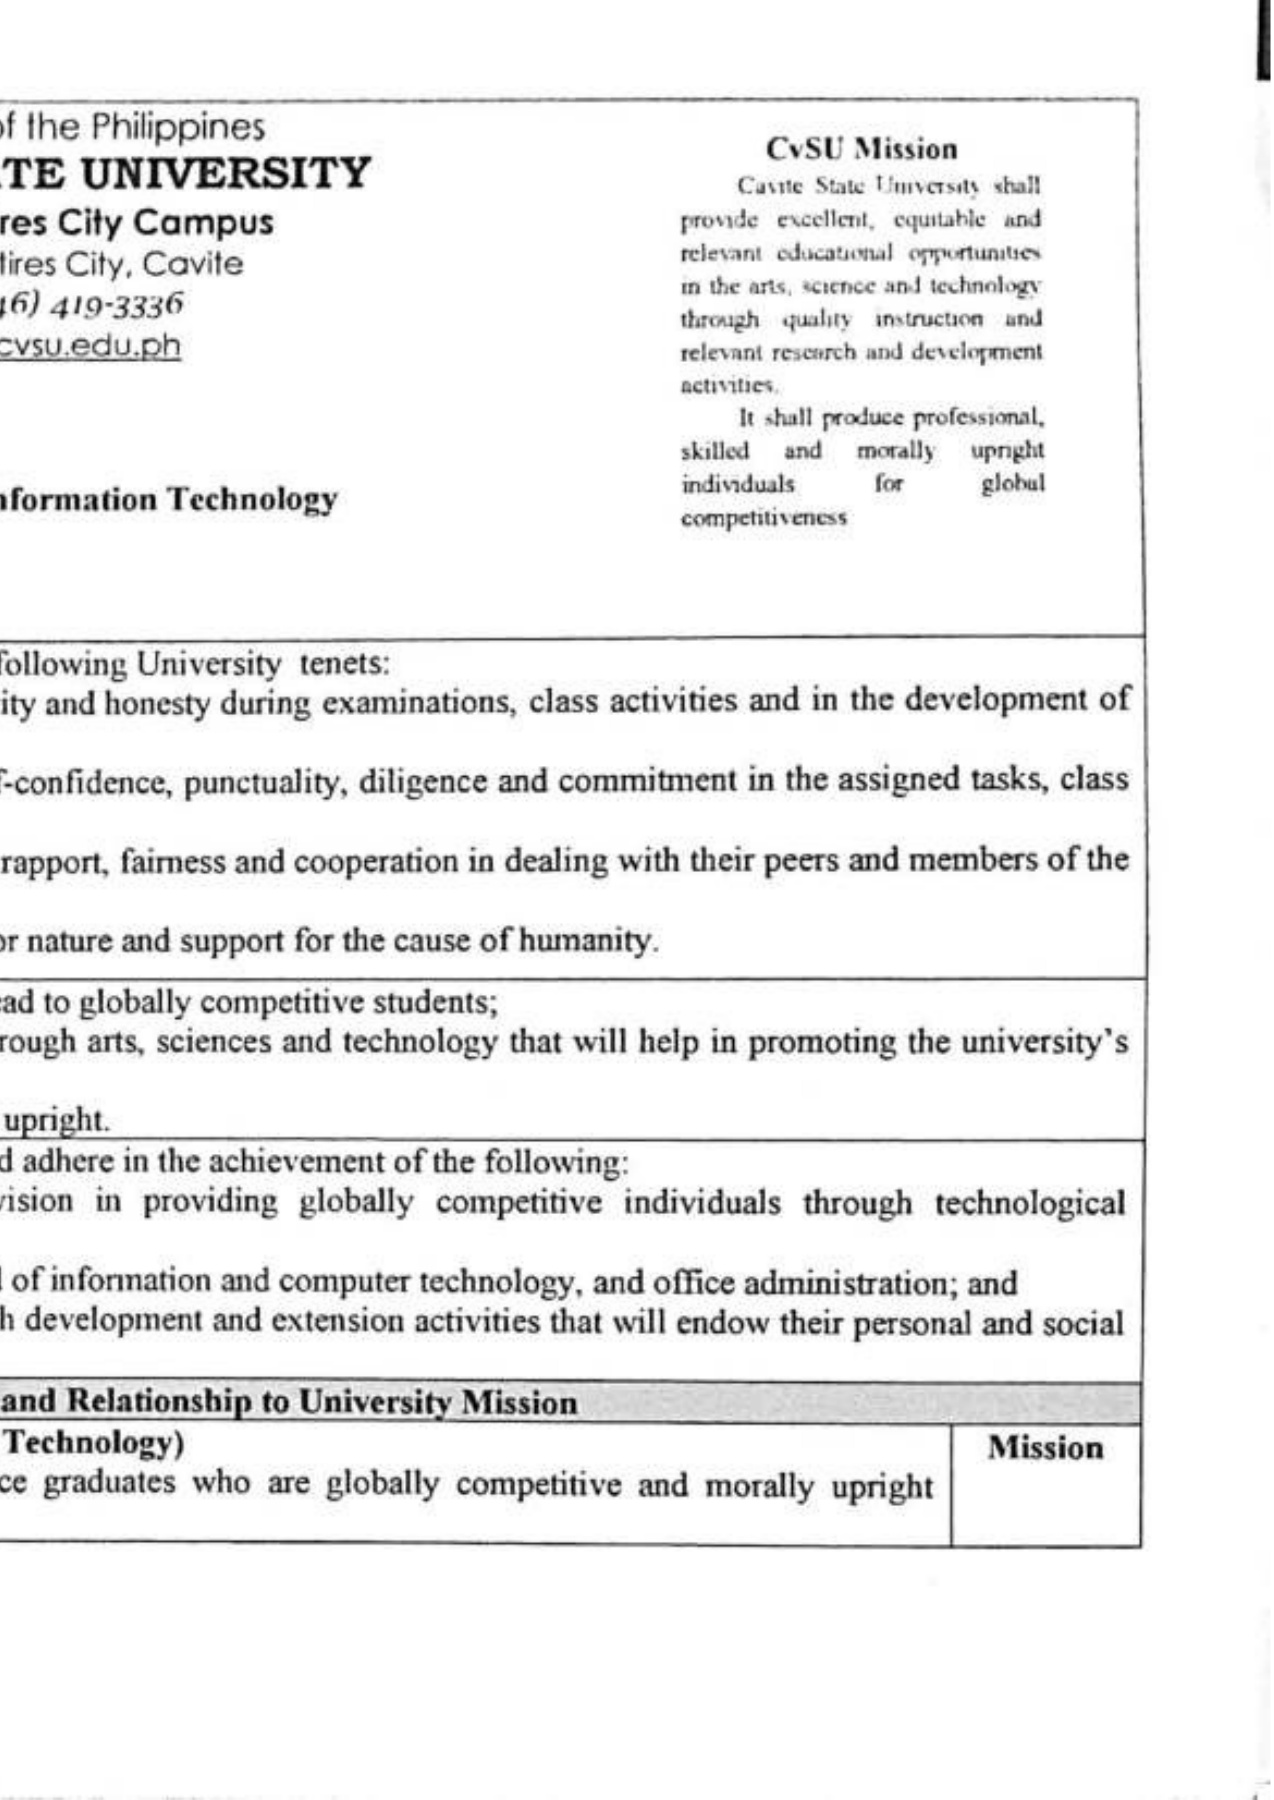 of the Philippines
TE UNIVERSITY
res City Campus
tires City, Cavite
46) 419-3336
cvsu.edu.ph
nformation Technology
CvSU Mission
Cavite State University shall
provide excellent, equitable and
relevant educational opportunities
in the arts, science and technology
through quality instruction and
relevant research and development
activities.
It shall produce professional,
skilled and morally upright
individuals for global
competitiveness
following University tenets:
ity and honesty during examinations, class activities and in the development of
f-confidence, punctuality, diligence and commitment in the assigned tasks, class
rapport, fairness and cooperation in dealing with their peers and members of the
or nature and support for the cause of humanity.
ead to globally competitive students;
rough arts, sciences and technology that will help in promoting the university's
upright.
d adhere in the achievement of the following:
vision in providing globally competitive individuals through technological
l of information and computer technology, and office administration; and
h development and extension activities that will endow their personal and social
and Relationship to University Mission
Technology)
Mission
ce graduates who are globally competitive and morally upright